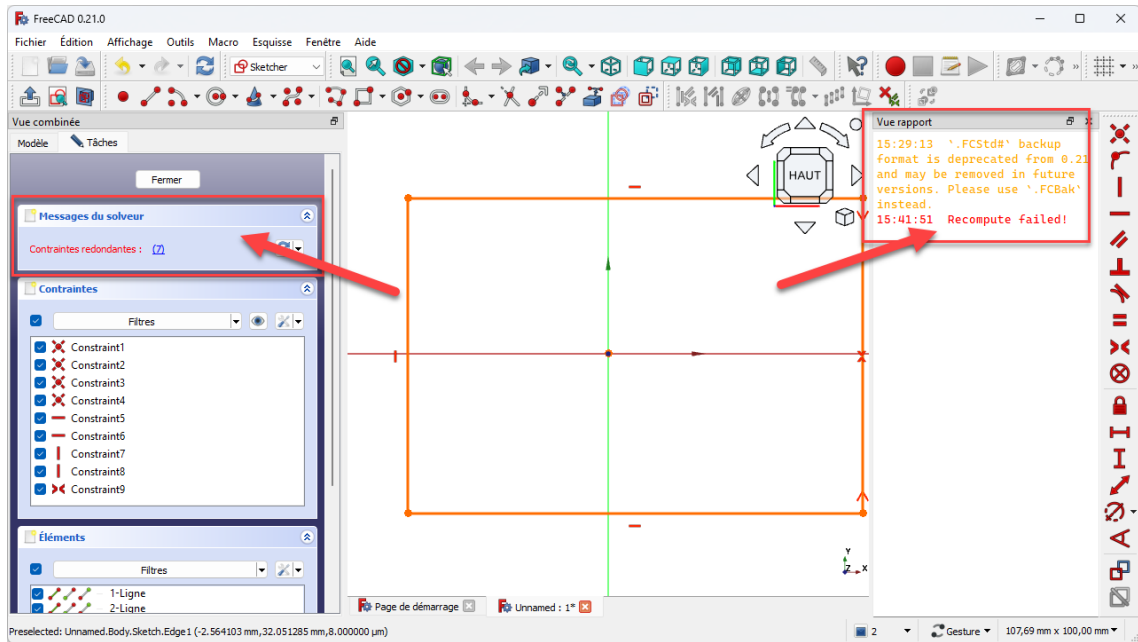 FreeCAD 0.21.0
Fichier Édition Affichage Outils Macro Esquisse Fenêtre Aide
Sketcher
Vue combinée
Modèle Tâches
Fermer
Messages du solveur
Contraintes redondantes : (7)
Contraintes
Filtres
Constraint1
Constraint2
Constraint3
Constraint4
Constraint5
Constraint6
Constraint7
Constraint8
Constraint9
Éléments
Filtres
1-Ligne
2-Ligne
HAUT
Y
Z X
Page de démarrage Unnamed : 1*
Vue rapport
15:29:13 `.FCStd#` backup
format is deprecated from 0.21
and may be removed in future
versions. Please use `.FCBak`
instead.
15:41:51 Recompute failed!
Preselected: Unnamed.Body.Sketch.Edge1 (-2.564103 mm,32.051285 mm,8.000000 µm)
2 Gesture 107,69 mm x 100,00 mm